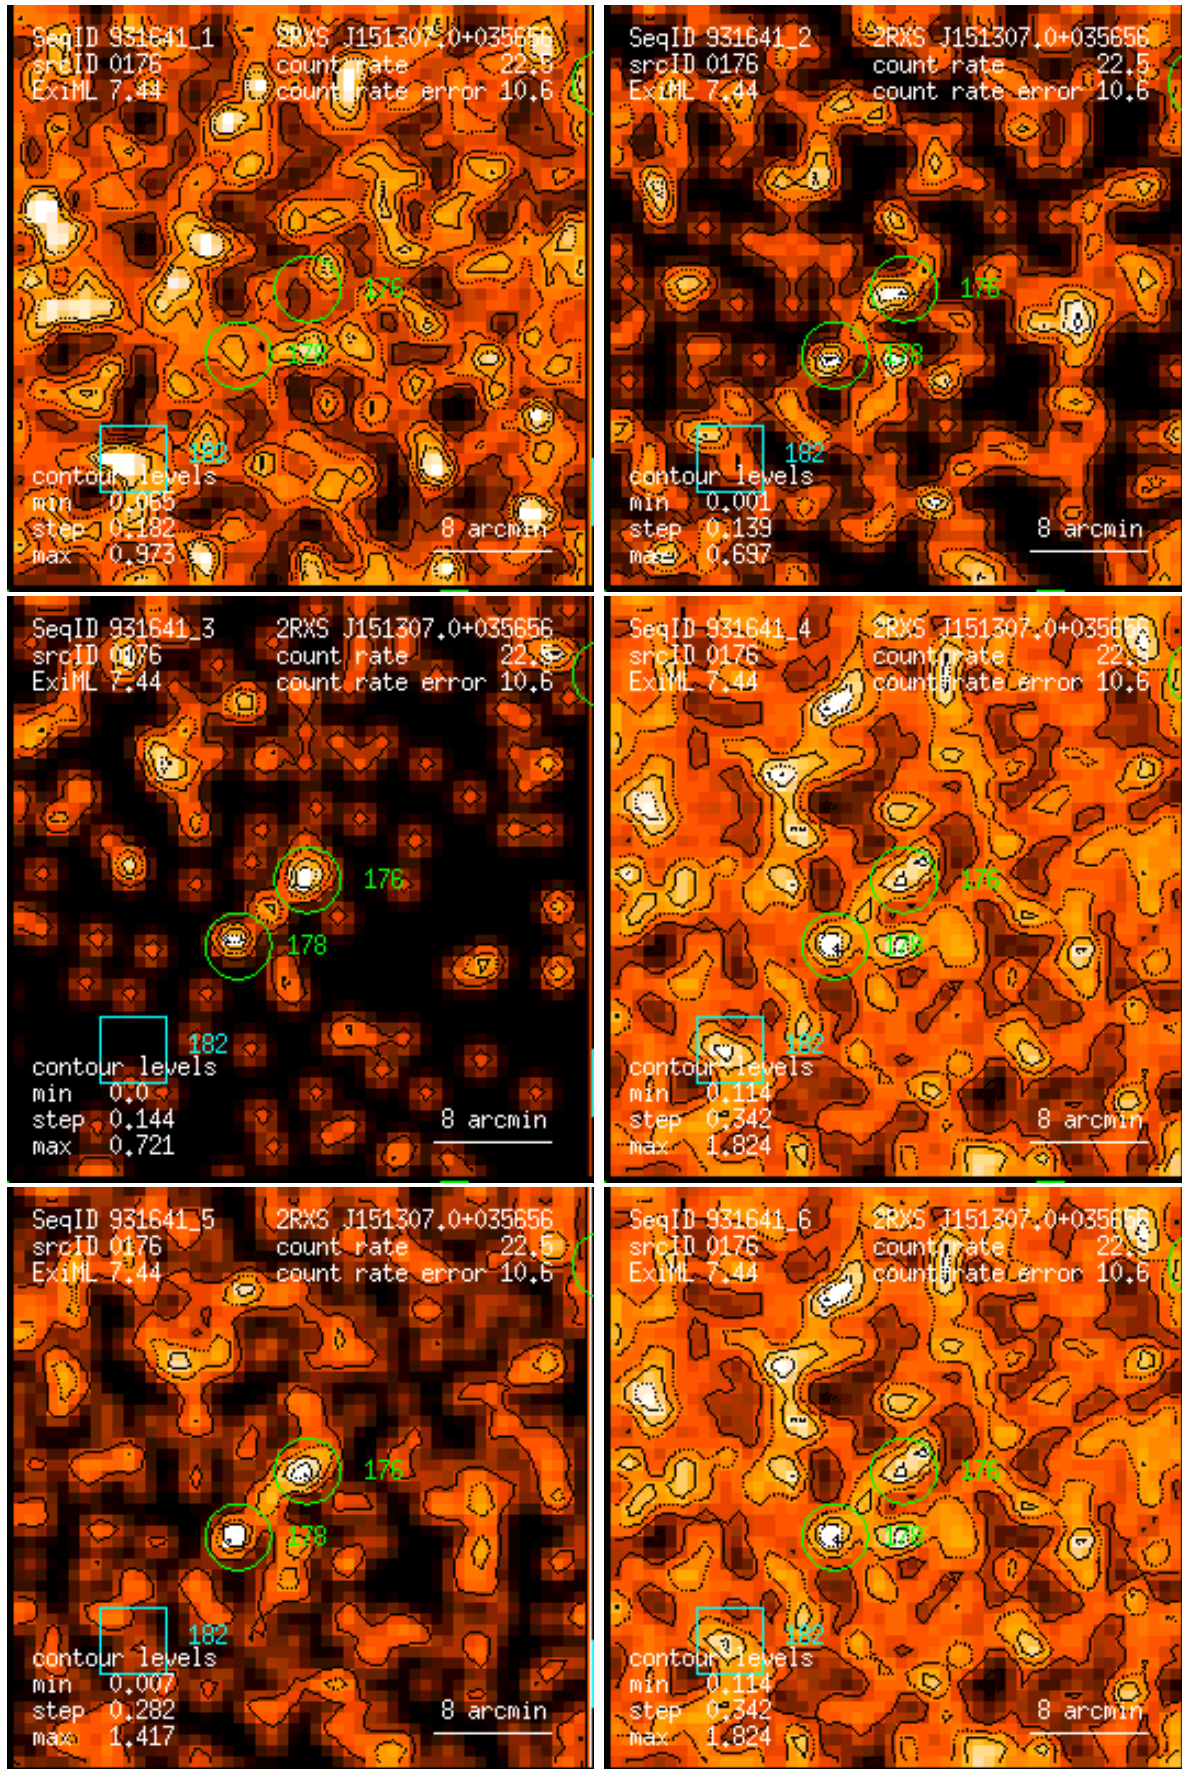 SeqID 931641_1 2RXS J151307.0+035656
srcID 0176 count rate 22.5
ExiML 7.44 count rate error 10.6
176
178
182
contour levels
min 0.065
step 0.182 8 arcmin
max 0.973
SeqID 931641_2 2RXS J151307.0+035656
srcID 0176 count rate 22.5
ExiML 7.44 count rate error 10.6
176
178
182
contour levels
min 0.001
step 0.139 8 arcmin
max 0.697
SeqID 931641_3 2RXS J151307.0+035656
srcID 0176 count rate 22.5
ExiML 7.44 count rate error 10.6
176
178
182
contour levels
min 0.0
step 0.144 8 arcmin
max 0.721
SeqID 931641_4 2RXS J151307.0+035656
srcID 0176 count rate 22.5
ExiML 7.44 count rate error 10.6
176
178
182
contour levels
min 0.114
step 0.342 8 arcmin
max 1.824
SeqID 931641_5 2RXS J151307.0+035656
srcID 0176 count rate 22.5
ExiML 7.44 count rate error 10.6
176
178
182
contour levels
min 0.007
step 0.282 8 arcmin
max 1.417
SeqID 931641_6 2RXS J151307.0+035656
srcID 0176 count rate 22.5
ExiML 7.44 count rate error 10.6
176
178
182
contour levels
min 0.114
step 0.342 8 arcmin
max 1.824